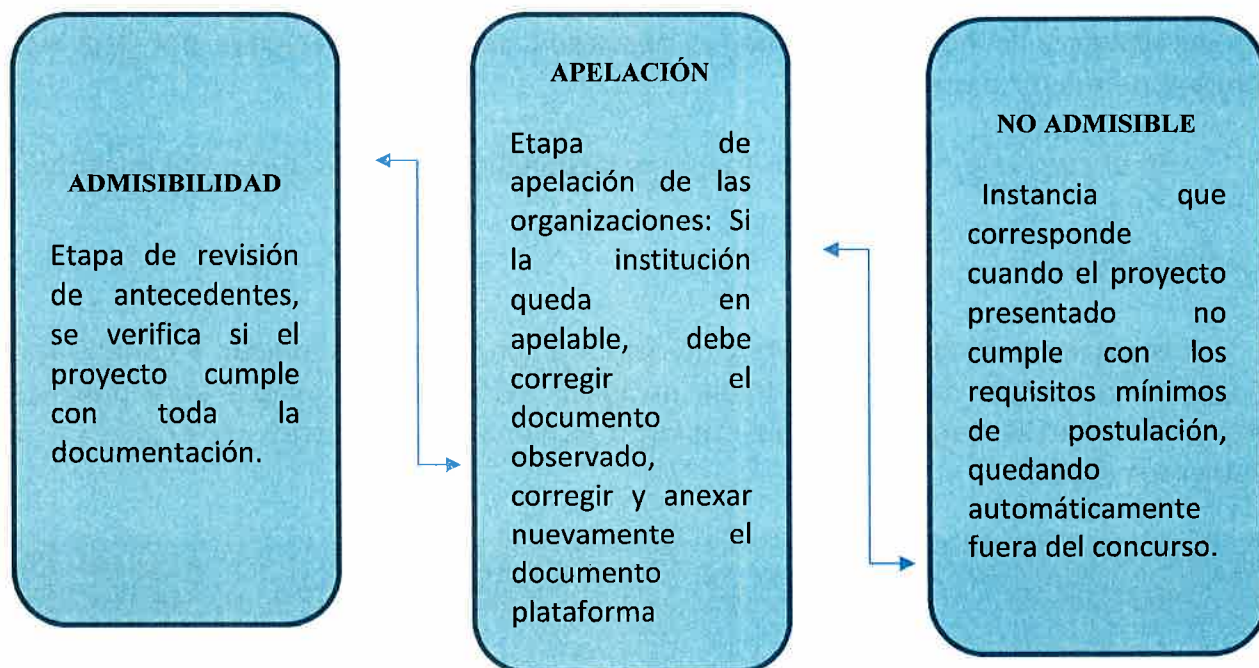 ADMISIBILIDAD
Etapa de revisión
de antecedentes,
se verifica si el
proyecto cumple
con toda la
documentación.
APELACIÓN
Etapa de
apelación de las
organizaciones: Si
la institución
queda en
apelable, debe
corregir el
documento
observado,
corregir y anexar
nuevamente el
documento
plataforma
NO ADMISIBLE
Instancia que
corresponde
cuando el proyecto
presentado no
cumple con los
requisitos mínimos
de postulación,
quedando
automáticamente
fuera del concurso.